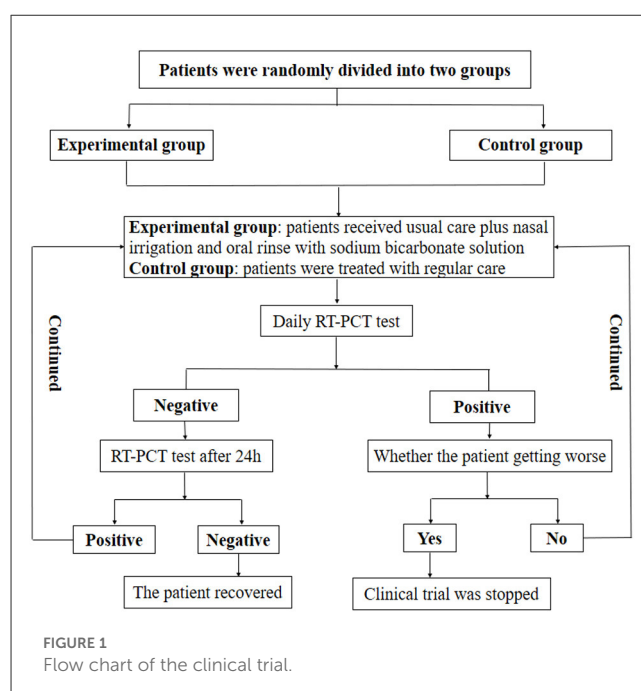 Patients were randomly divided into two groups
Experimental group
Control group
Experimental group: patients received usual care plus nasal
irrigation and oral rinse with sodium bicarbonate solution
Control group: patients were treated with regular care
Continued
Continued
Daily RT-PCT test
Negative
Positive
RT-PCT test after 24h
Whether the patient getting worse
Positive
Negative
Yes
No
The patient recovered
Clinical trial was stopped
FIGURE 1
Flow chart of the clinical trial.